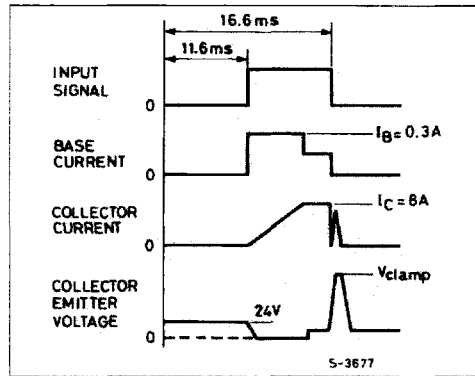 16.6ms
11.6ms
INPUT
SIGNAL
0
BASE
CURRENT
0
IB=0.3A
COLLECTOR
CURRENT
0
IC=8A
COLLECTOR
EMITTER
VOLTAGE
0
24V
Vclamp
S-3677